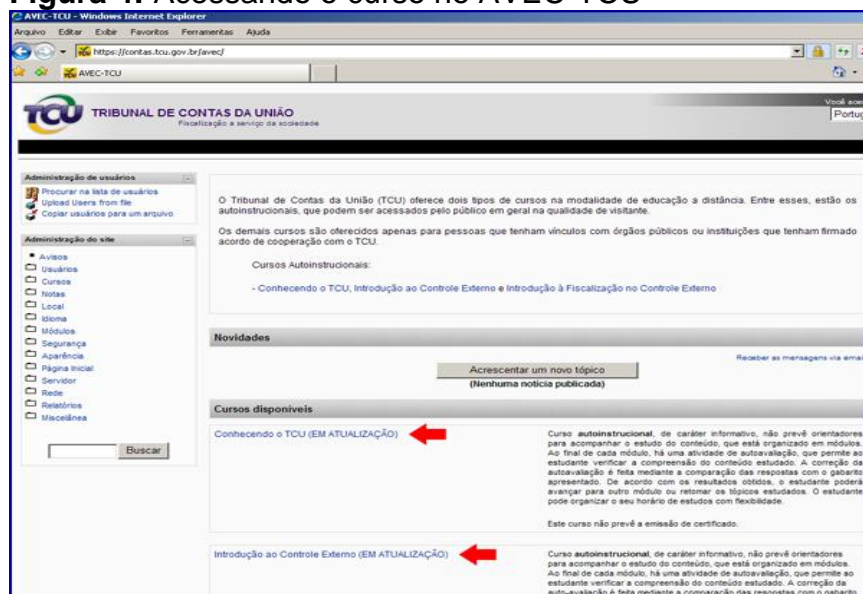 Figura 4: Acessando o curso no AVEC-TCU
AVEC-TCU - Windows Internet Explorer
Arquivo Editar Exibir Favoritos Ferramentas Ajuda
https://contas.tcu.gov.br/avec/
AVEC-TCU
TCU
TRIBUNAL DE CONTAS DA UNIÃO
Fiscalização a serviço da sociedade
Você
Portug
Administração de usuários
Procurar na lista de usuários
Upload Users from file
Copiar usuários para um arquivo
Administração do site
Avisos
Usuários
Cursos
Notas
Local
Idioma
Módulos
Segurança
Aparência
Página Inicial
Servidor
Rede
Relatórios
Miscelânea
Buscar
O Tribunal de Contas da União (TCU) oferece dois tipos de cursos na modalidade de educação a distância. Entre esses, estão os
autoinstrucionais, que podem ser acessados pelo público em geral na qualidade de visitante.
Os demais cursos são oferecidos apenas para pessoas que tenham vínculos com órgãos públicos ou instituições que tenham firmado
acordo de cooperação com o TCU.
Cursos Autoinstrucionais:
- Conhecendo o TCU, Introdução ao Controle Externo e Introdução à Fiscalização no Controle Externo
Novidades
Receber as mensagens via email
Acrescentar um novo tópico
(Nenhuma notícia publicada)
Cursos disponíveis
Conhecendo o TCU (EM ATUALIZAÇÃO)
Curso autoinstrucional, de caráter informativo, não prevê orientadores
para acompanhar o estudo do conteúdo, que está organizado em módulos.
Ao final de cada módulo, há uma atividade de autoavaliação, que permite ao
estudante verificar a compreensão do conteúdo estudado. A correção da
autoavaliação é feita mediante a comparação das respostas com o gabarito
apresentado. De acordo com os resultados obtidos, o estudante poderá
avançar para outro módulo ou retomar os tópicos estudados. O estudante
pode organizar o seu horário de estudos com flexibilidade.
Este curso não prevê a emissão de certificado.
Introdução ao Controle Externo (EM ATUALIZAÇÃO)
Curso autoinstrucional, de caráter informativo, não prevê orientadores
para acompanhar o estudo do conteúdo, que está organizado em módulos.
Ao final de cada módulo, há uma atividade de autoavaliação, que permite ao
estudante verificar a compreensão do conteúdo estudado. A correção da
auto-avaliação é feita mediante a comparação das respostas com o gabarito